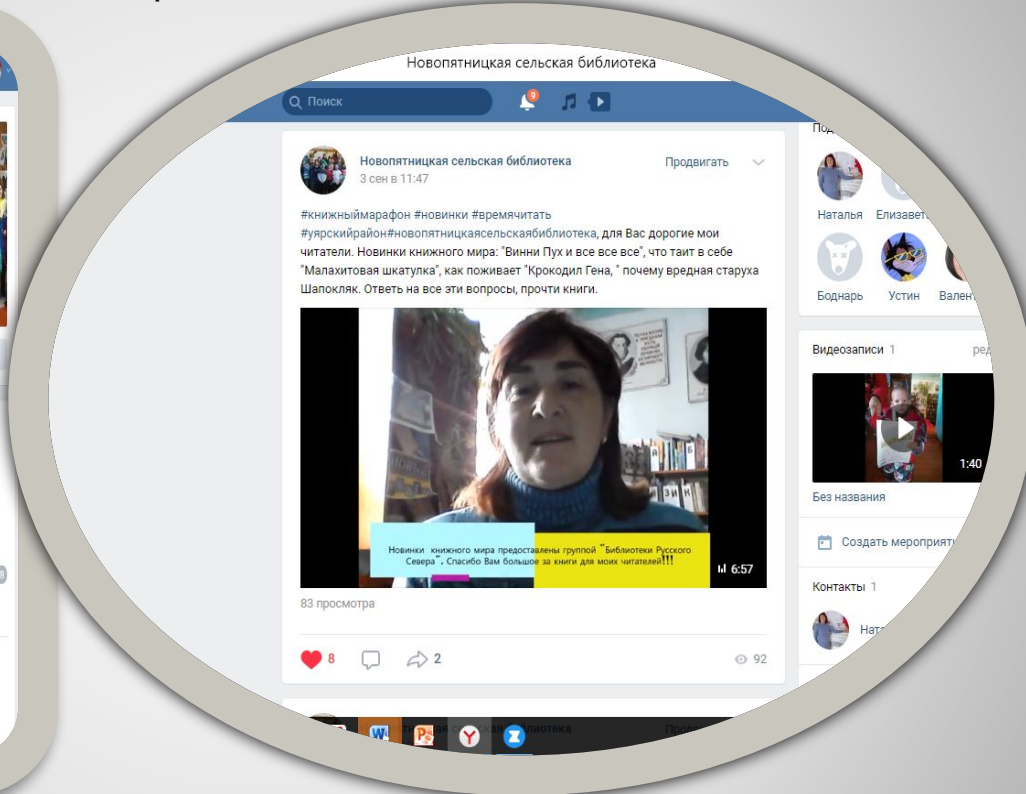 Новопятницкая сельская библиотека
Поиск
9
Новопятницкая сельская библиотека
3 сен в 11:47
Продвигать
#книжныймарафон #новинки #времячитать
#уярскийрайон#новопятницкаясельскаябиблиотека, для Вас дорогие мои
читатели. Новинки книжного мира: "Винни Пух и все все все", что таит в себе
"Малахитовая шкатулка", как поживает "Крокодил Гена, " почему вредная старуха
Шапокляк. Ответь на все эти вопросы, прочти книги.
Новинки книжного мира предоставлены группой "Библиотеки Русского
Севера". Спасибо Вам большое за книги для моих читателей!!!
6:57
83 просмотра
8
2
92
Наталья
Боднарь Устин
Видеозаписи 1
1:40
Без названия
Создать
Контакты 1